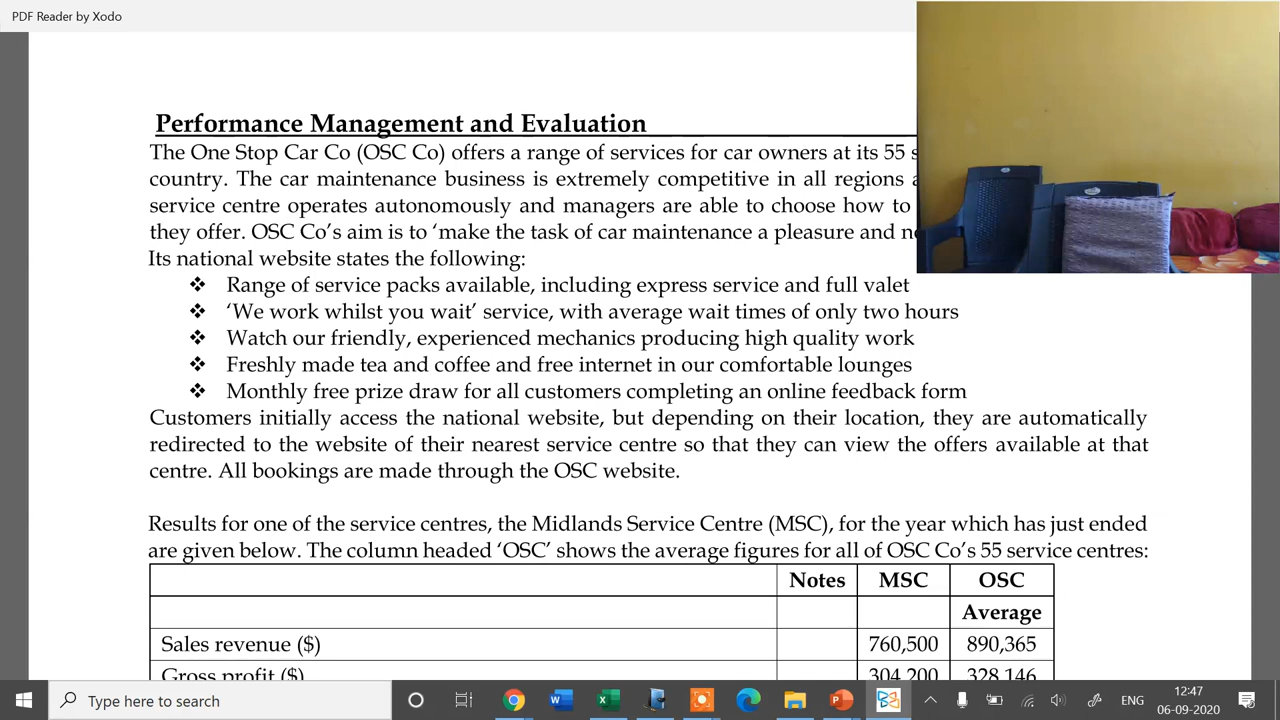 PDF Reader by Xodo
Performance Management and Evaluation
The One Stop Car Co (OSC Co) offers a range of services for car owners at its 55
country. The car maintenance business is extremely competitive in all regions
service centre operates autonomously and managers are able to choose how to
they offer. OSC Co’s aim is to ‘make the task of car maintenance a pleasure and
Its national website states the following:
❖ Range of service packs available, including express service and full valet
❖ ‘We work whilst you wait’ service, with average wait times of only two hours
❖ Watch our friendly, experienced mechanics producing high quality work
❖ Freshly made tea and coffee and free internet in our comfortable lounges
❖ Monthly free prize draw for all customers completing an online feedback form
Customers initially access the national website, but depending on their location, they are automatically
redirected to the website of their nearest service centre so that they can view the offers available at that
centre. All bookings are made through the OSC website.
Results for one of the service centres, the Midlands Service Centre (MSC), for the year which has just ended
are given below. The column headed ‘OSC’ shows the average figures for all of OSC Co’s 55 service centres:
Notes MSC OSC
Average
Sales revenue ($) 760,500 890,365
Gross profit ($) 304,200 328,146
Type here to search
ENG
12:47
06-09-2020